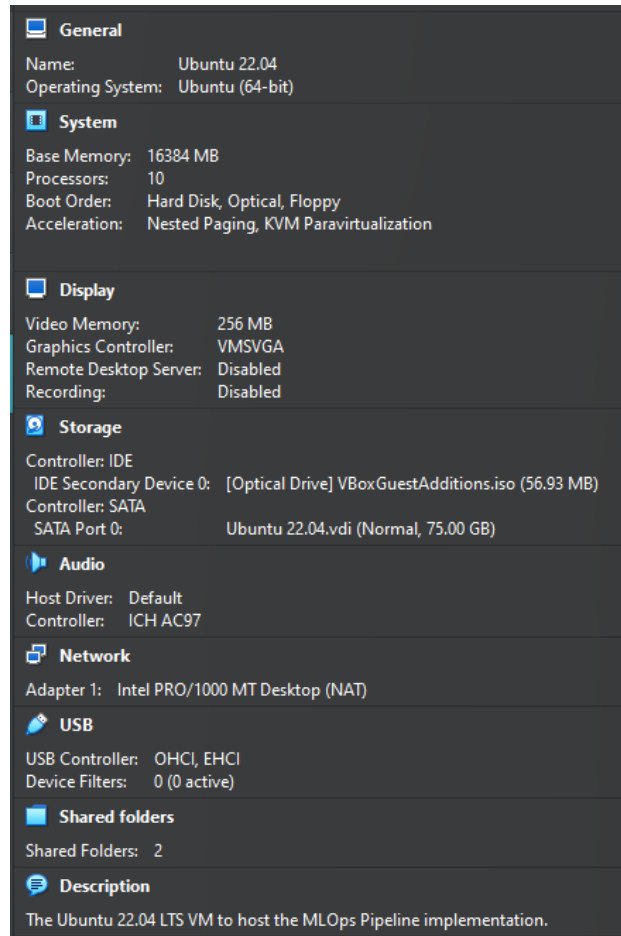 General
Name: Ubuntu 22.04
Operating System: Ubuntu (64-bit)
System
Base Memory: 16384 MB
Processors: 10
Boot Order: Hard Disk, Optical, Floppy
Acceleration: Nested Paging, KVM Paravirtualization
Display
Video Memory: 256 MB
Graphics Controller: VMSVGA
Remote Desktop Server: Disabled
Recording: Disabled
Storage
Controller: IDE
IDE Secondary Device 0: [Optical Drive] VBoxGuestAdditions.iso (56.93 MB)
Controller: SATA
SATA Port 0: Ubuntu 22.04.vdi (Normal, 75.00 GB)
Audio
Host Driver: Default
Controller: ICH AC97
Network
Adapter 1: Intel PRO/1000 MT Desktop (NAT)
USB
USB Controller: OHCI, EHCI
Device Filters: 0 (0 active)
Shared folders
Shared Folders: 2
Description
The Ubuntu 22.04 LTS VM to host the MLOps Pipeline implementation.